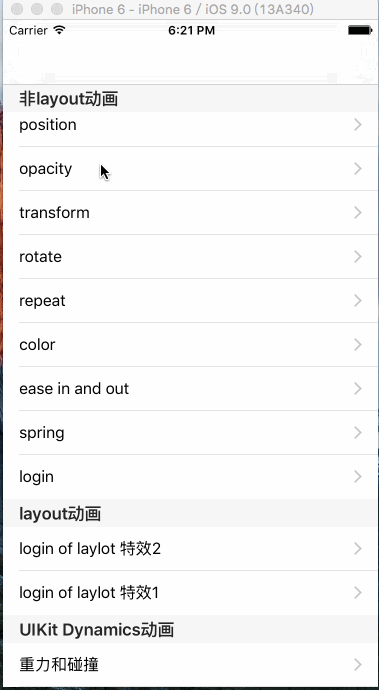 iPhone 6 - iPhone 6 / iOS 9.0 (13A340)
Carrier 6:21 PM
非layout动画
position
opacity
transform
rotate
repeat
color
ease in and out
spring
login
layout动画
login of laylot 特效2
login of laylot 特效1
UIKit Dynamics动画
重力和碰撞